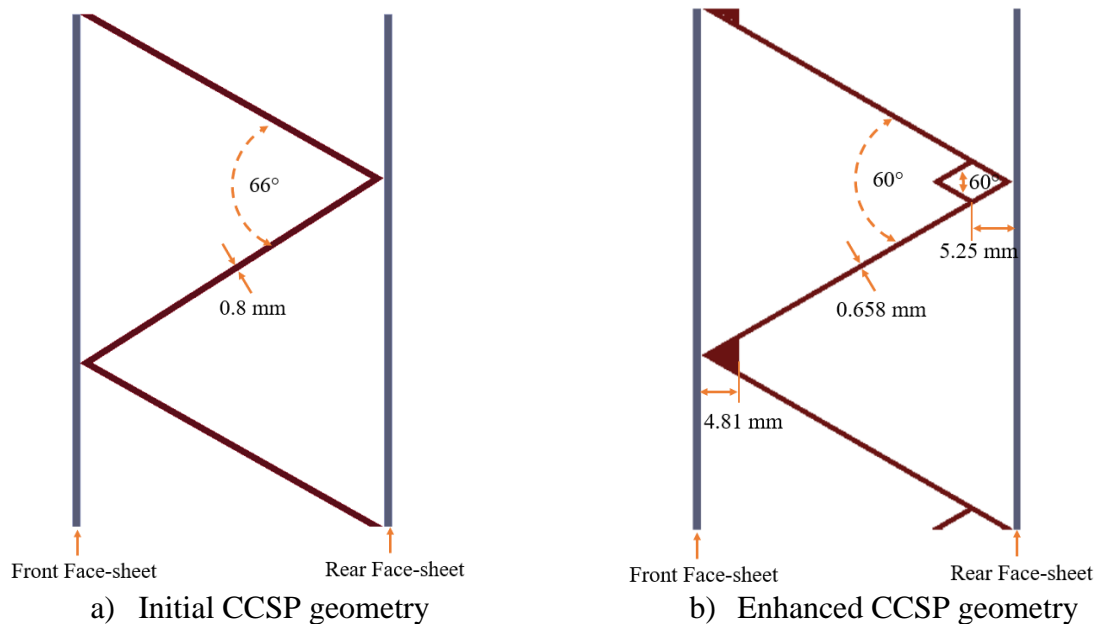 66°
0.8 mm
Front Face-sheet
Rear Face-sheet
a) Initial CCSP geometry
60°
60°
5.25 mm
0.658 mm
4.81 mm
Front Face-sheet
Rear Face-sheet
b) Enhanced CCSP geometry